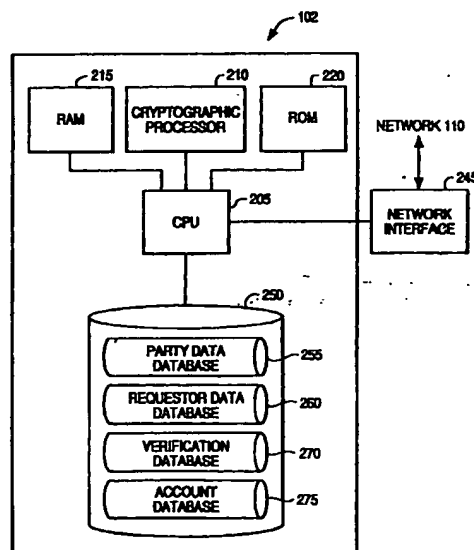 102
215
210
220
RAM
CRYPTOGRAPHIC
PROCESSOR
ROM
NETWORK 110
205
245
CPU
NETWORK
INTERFACE
250
PARTY DATA
DATABASE
255
REQUESTOR DATA
DATABASE
260
VERIFICATION
DATABASE
270
ACCOUNT
DATABASE
275